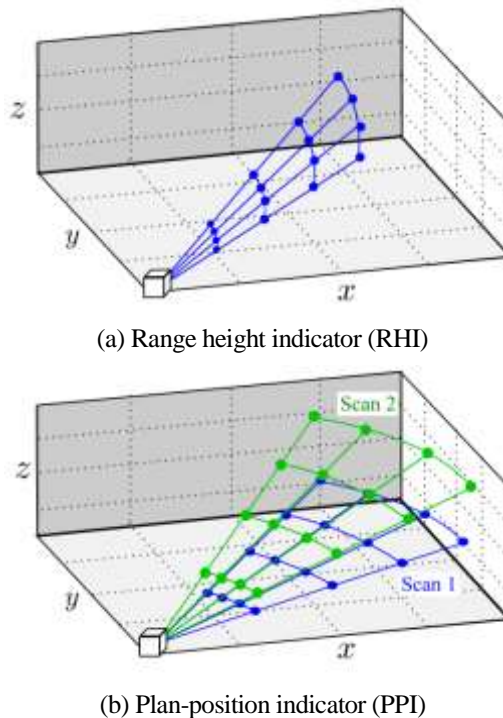 z
y
x
(a) Range height indicator (RHI)
Scan 2
z
Scan 1
y
x
(b) Plan-position indicator (PPI)